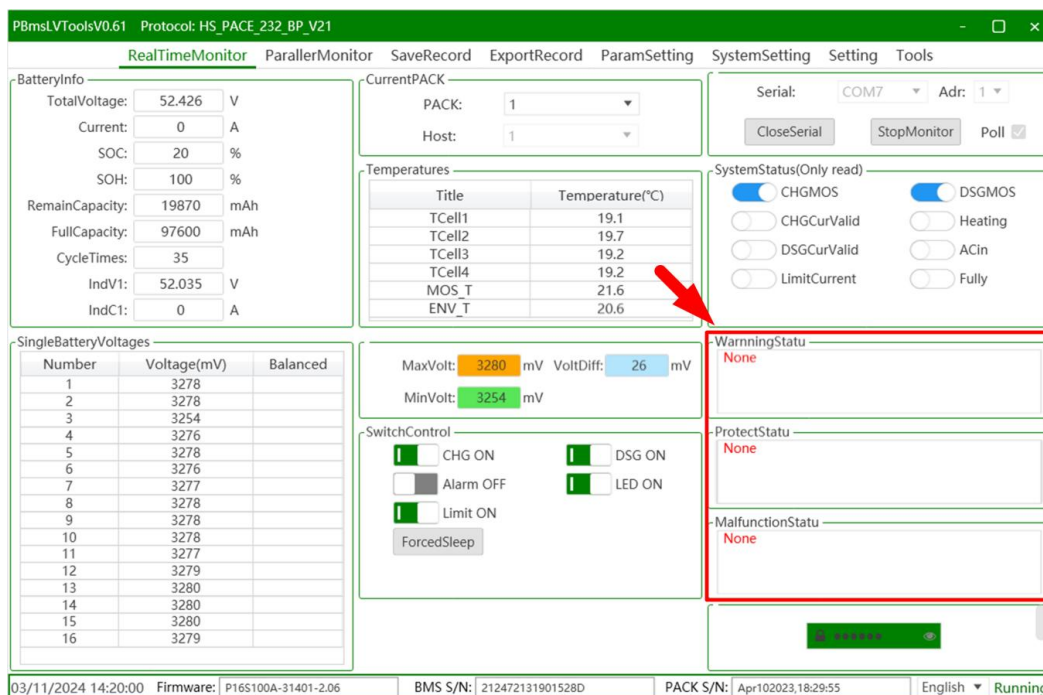 PBmsLVToolsV0.61 Protocol: HS_PACE_232_BP_V21
RealTimeMonitor ParallerMonitor SaveRecord ExportRecord ParamSetting SystemSetting Setting Tools
BatteryInfo
TotalVoltage: 52.426 V
Current: 0 A
SOC: 20 %
SOH: 100 %
RemainCapacity: 19870 mAh
FullCapacity: 97600 mAh
CycleTimes: 35
IndV1: 52.035 V
IndC1: 0 A
CurrentPACK
PACK: 1
Host: 1
Serial: COM7 Adr: 1
CloseSerial StopMonitor Poll
Temperatures
Title Temperature(℃)
TCell1 19.1
TCell2 19.7
TCell3 19.2
TCell4 19.2
MOS_T 21.6
ENV_T 20.6
SystemStatus(Only read)
CHGMOS DSGMOS
CHGCurValid Heating
DSGCurValid ACin
LimitCurrent Fully
SingleBatteryVoltages
Number Voltage(mV) Balanced
1 3278
2 3278
3 3254
4 3276
5 3278
6 3276
7 3277
8 3278
9 3278
10 3278
11 3277
12 3279
13 3280
14 3280
15 3280
16 3279
MaxVolt: 3280 mV VoltDiff: 26 mV
MinVolt: 3254 mV
SwitchControl
CHG ON DSG ON
Alarm OFF LED ON
Limit ON
ForcedSleep
WarnningStatu
None
ProtectStatu
None
MalfunctionStatu
None
03/11/2024 14:20:00 Firmware: P16S100A-31401-2.06 BMS S/N: 212472131901528D PACK S/N: Apr102023,18:29:55 English Running